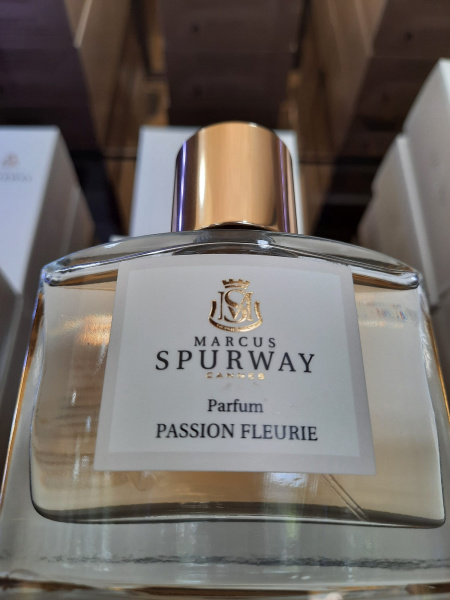 MARCUS
SPURWAY
CANNES
Parfum
PASSION FLEURIE